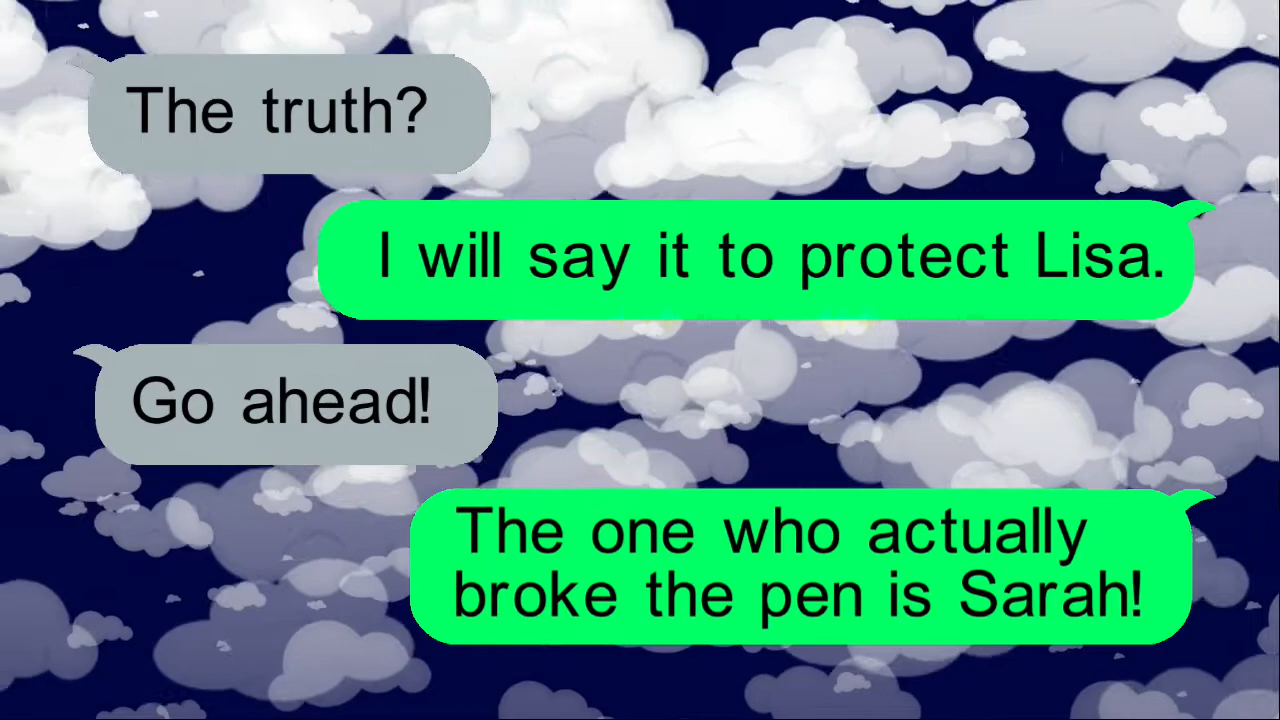 The truth?
I will say it to protect Lisa.
Go ahead!
The one who actually
broke the pen is Sarah!